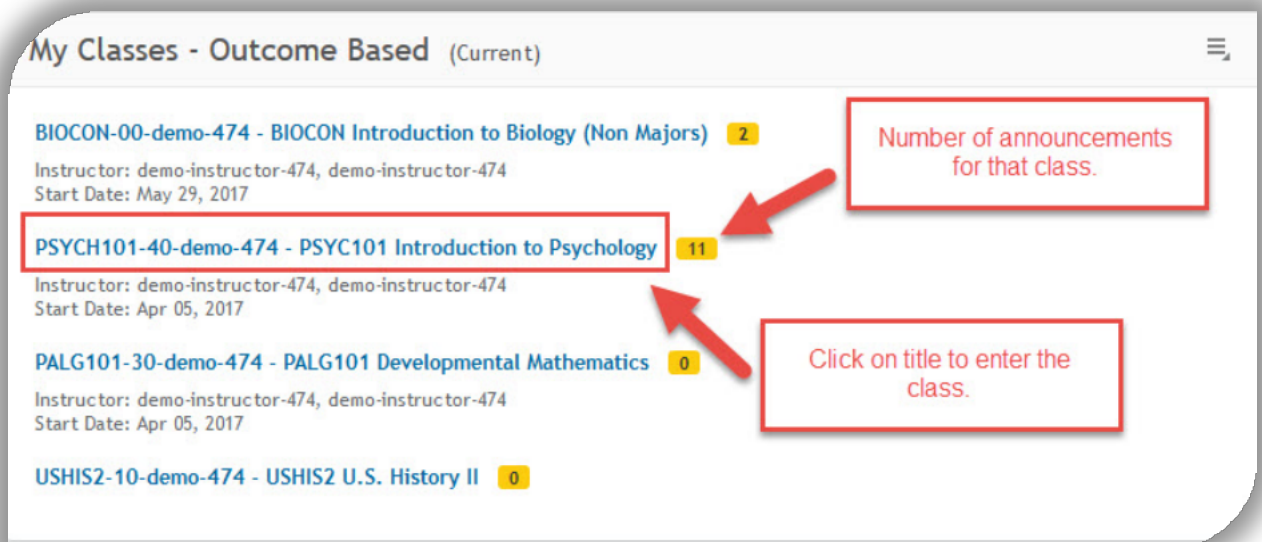 My Classes - Outcome Based (Current)
BIOCON-00-demo-474 - BIOCON Introduction to Biology (Non Majors) 2
Instructor: demo-instructor-474, demo-instructor-474
Start Date: May 29, 2017
Number of announcements
for that class.
PSYCH101-40-demo-474 - PSYC101 Introduction to Psychology 11
Instructor: demo-instructor-474, demo-instructor-474
Start Date: Apr 05, 2017
Click on title to enter the
class.
PALG101-30-demo-474 - PALG101 Developmental Mathematics 0
Instructor: demo-instructor-474, demo-instructor-474
Start Date: Apr 05, 2017
USHIS2-10-demo-474 - USHIS2 U.S. History II 0